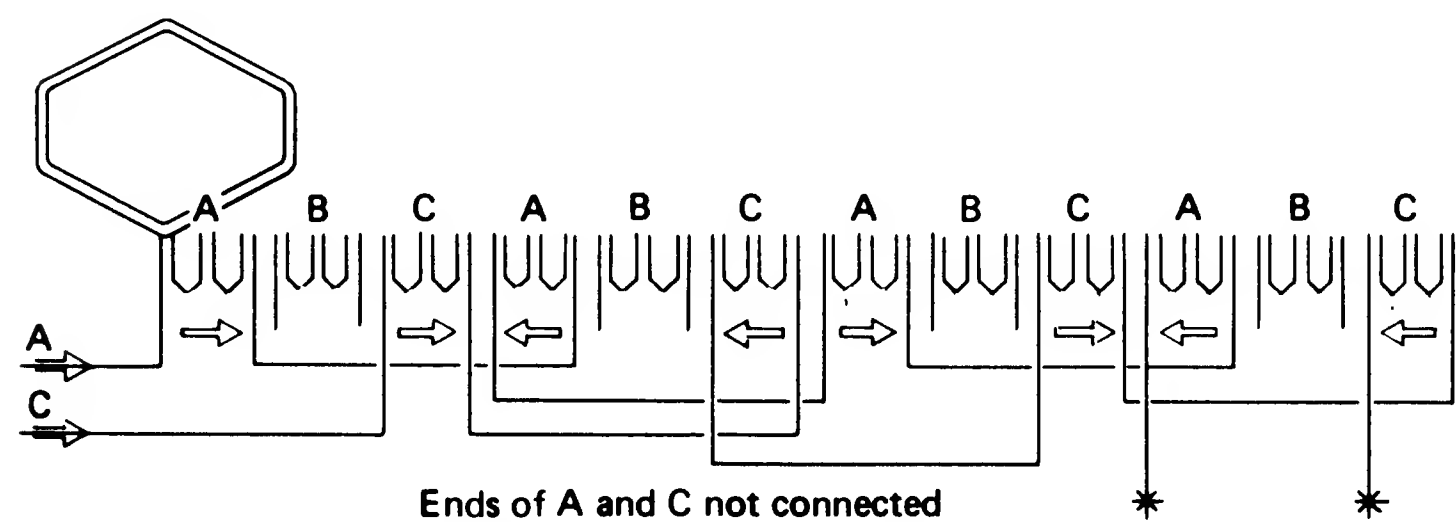 A B C A B C A B C A B C
A
C
Ends of A and C not connected